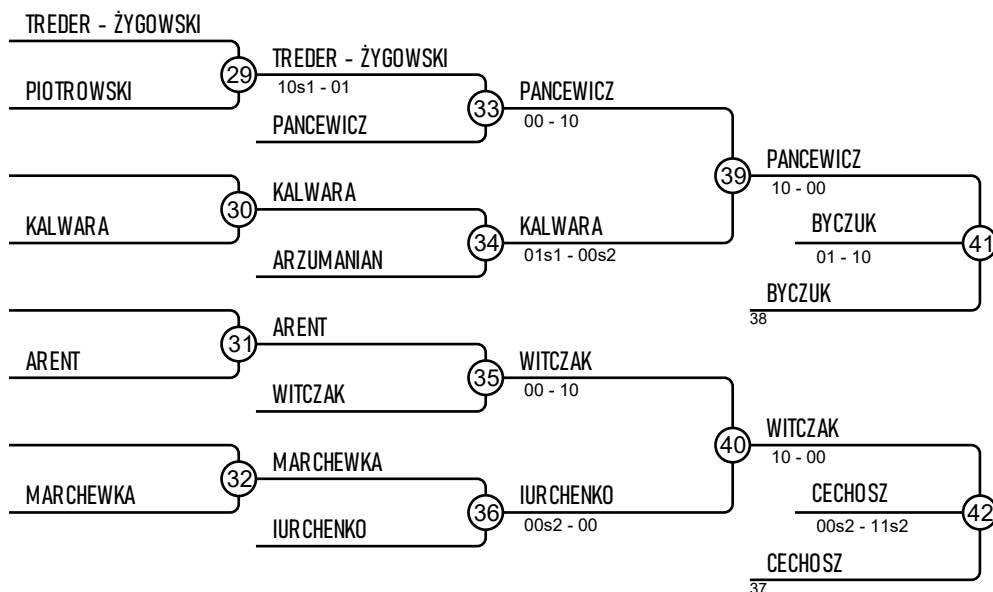 TREDER - ŻYGOWSKI
PIOTROWSKI
29
TREDER - ŻYGOWSKI
10s1 - 01
PANCEWICZ
33
PANCEWICZ
00 - 10
KALWARA
30
KALWARA
ARZUMANIAN
34
KALWARA
01s1 - 00s2
39
PANCEWICZ
10 - 00
BYCZUK
01 - 10
BYCZUK
38
41
ARENT
31
ARENT
WITCZAK
35
WITCZAK
00 - 10
MARCHEWKA
32
MARCHEWKA
IURCHENKO
36
IURCHENKO
00s2 - 00
40
WITCZAK
10 - 00
CECHOSZ
00s2 - 11s2
CECHOSZ
37
42